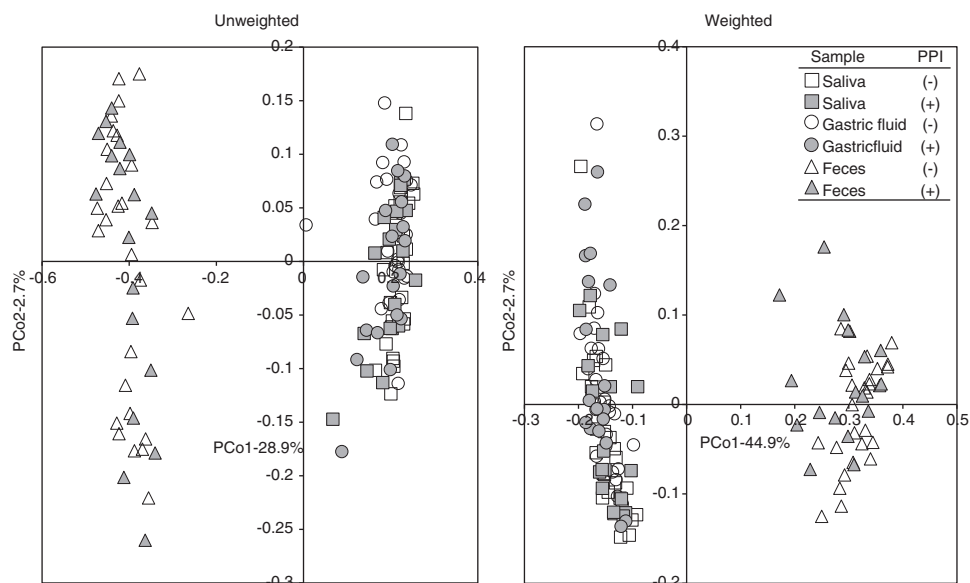 Unweighted
0.2
0.15
0.1
0.05
0
-0.6
-0.4
-0.2
0
0.2
0.4
-0.05
-0.1
-0.15
-0.2
-0.25
-0.3
PCo2-2.7%
PCo1-28.9%
Weighted
0.4
0.3
0.2
0.1
0
-0.3
-0.2
-0.1
0
0.1
0.2
0.3
0.4
0.5
-0.1
-0.2
PCo2-2.7%
PCo1-44.9%
Sample PPI
Saliva (-)
Saliva (+)
Gastric fluid (-)
Gastricfluid (+)
Feces (-)
Feces (+)